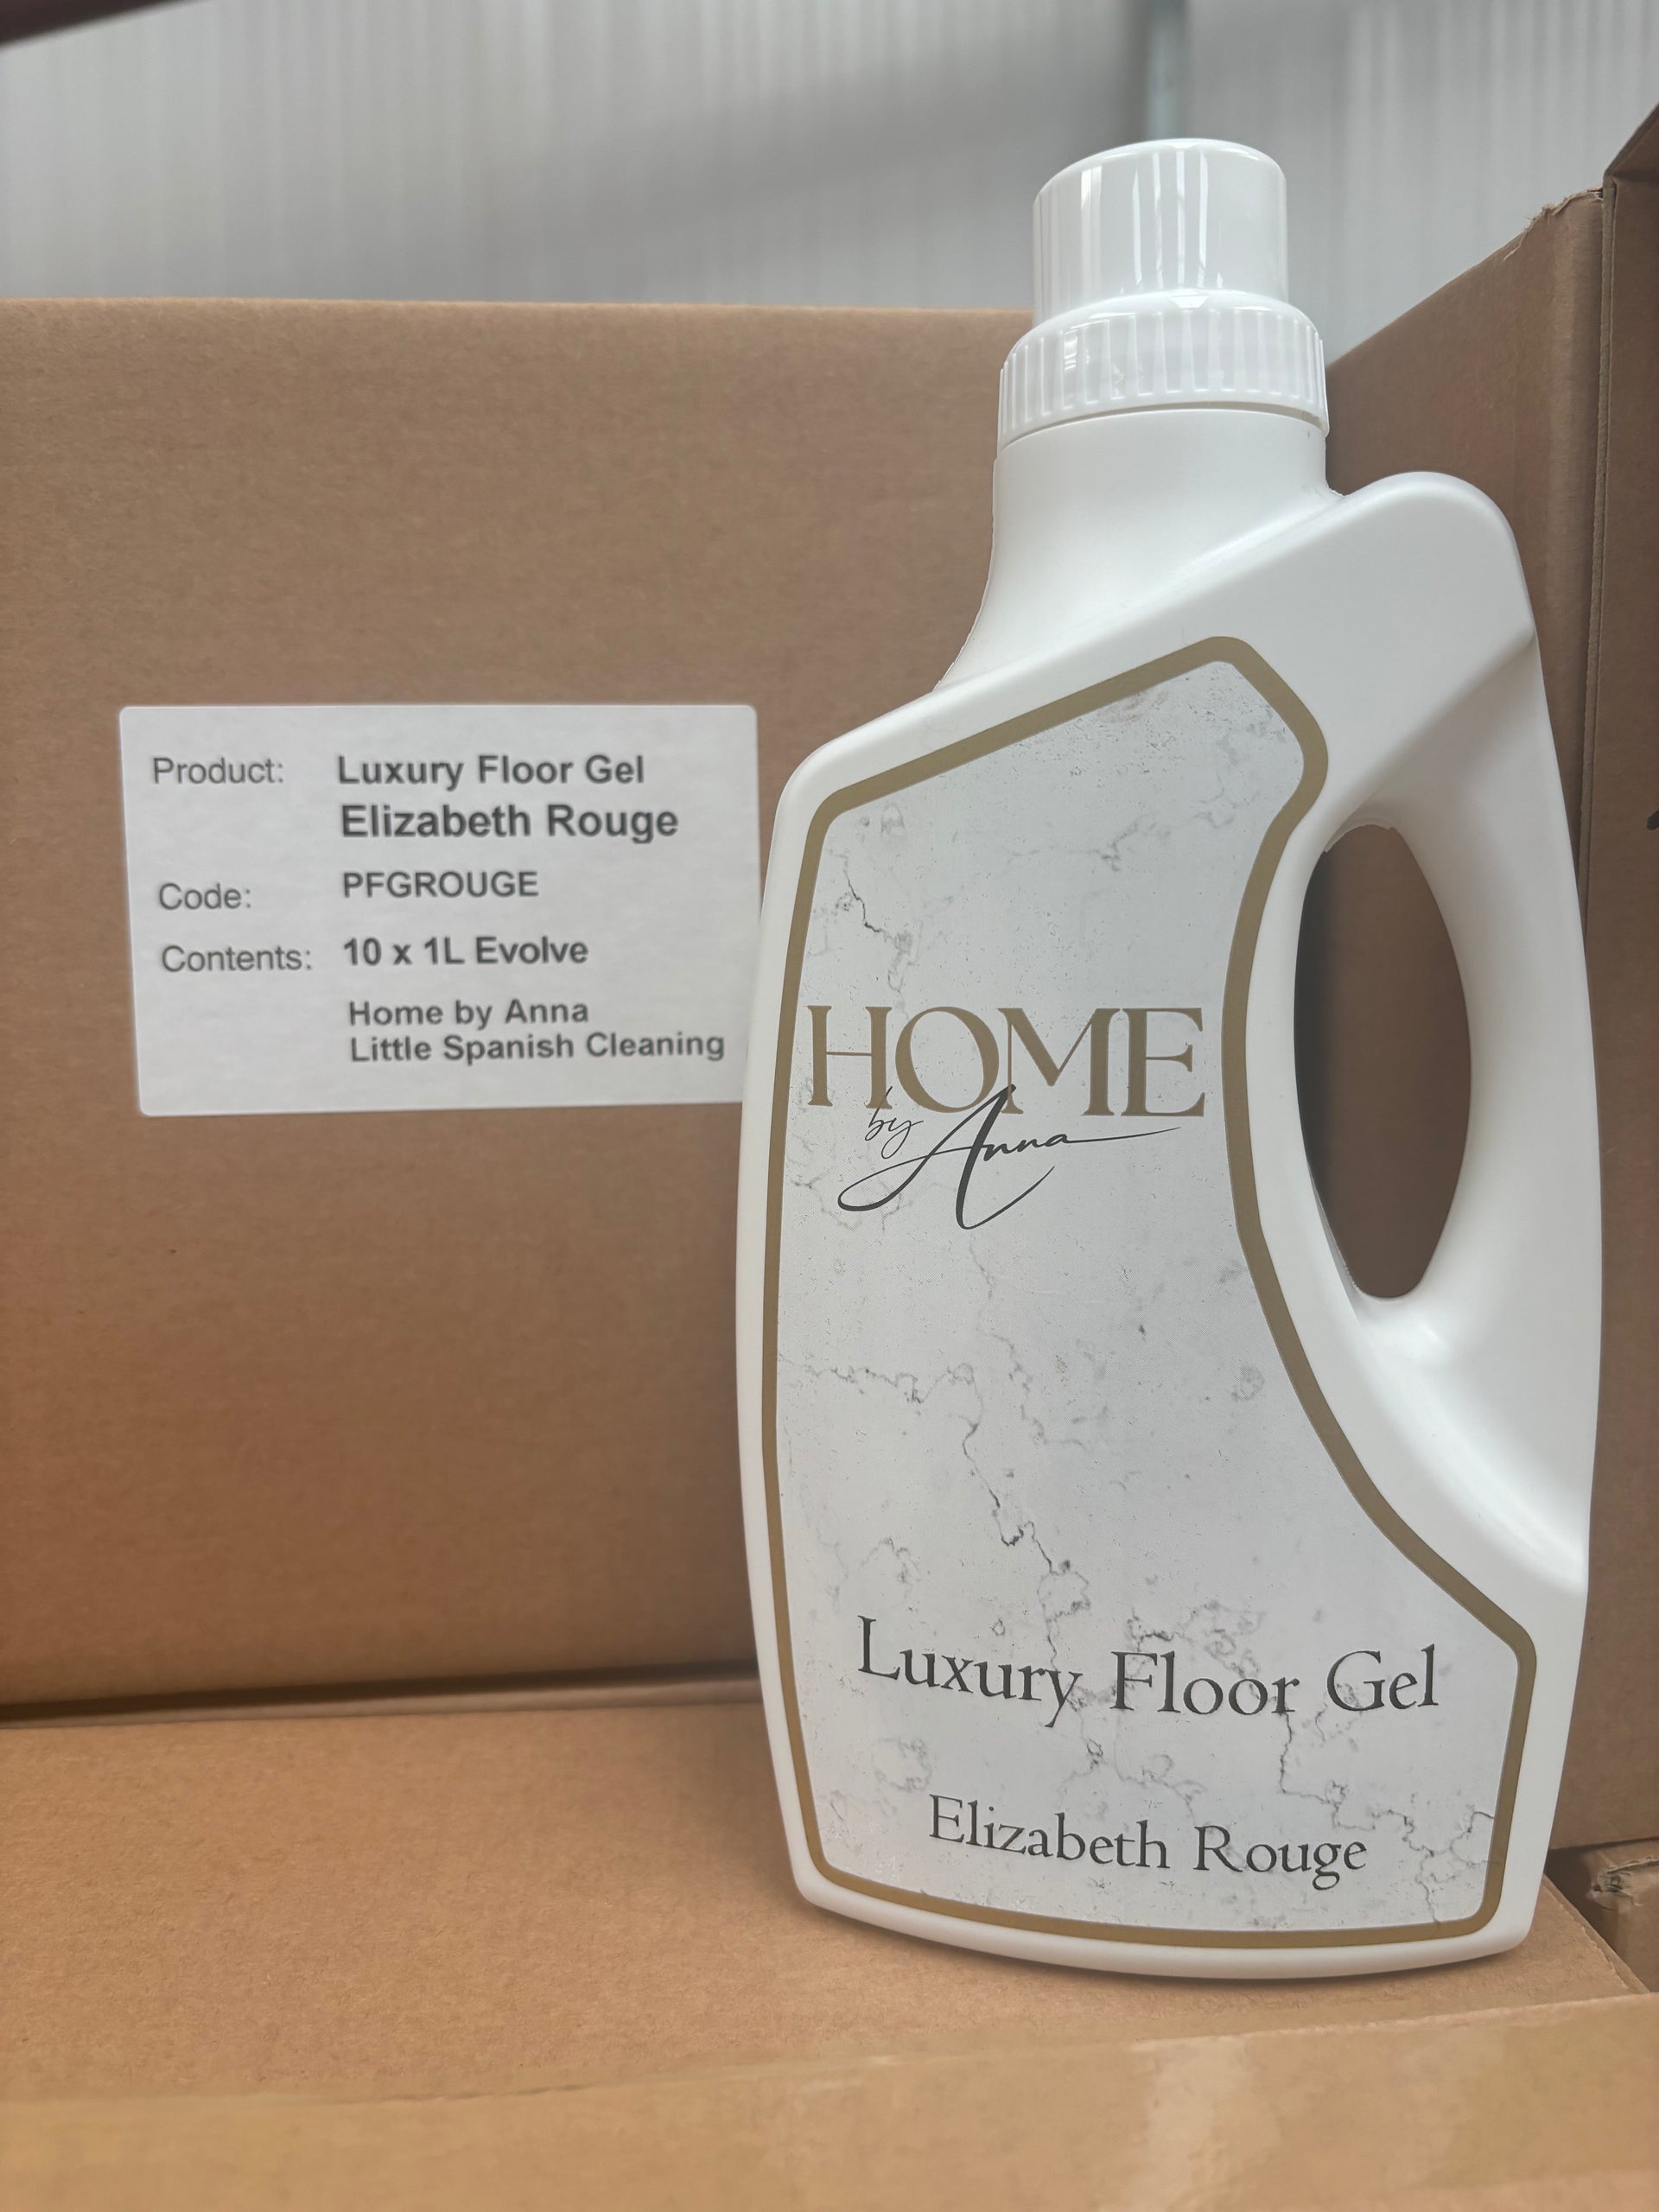 Product: Luxury Floor Gel
Elizabeth Rouge
Code: PFGROUGE
Contents: 10 x 1L Evolve
Home by Anna
Little Spanish Cleaning
HOME
by Anna
Luxury Floor Gel
Elizabeth Rouge